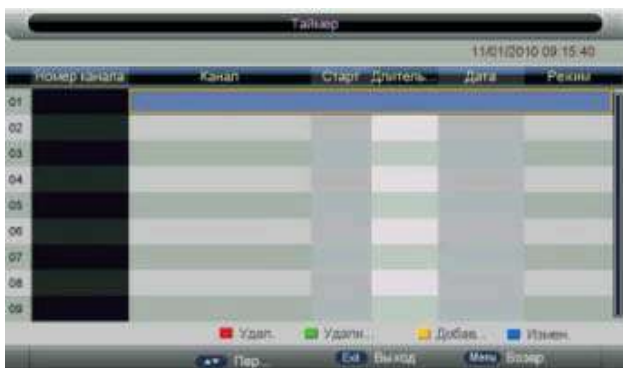 Таймер
11/01/2010 09:15:40
Номер канала Канал Старт Длитель... Дата Режим
01
02
03
04
05
06
07
08
09
Удал. Удали... Добав... Измен.
Пер... Exit Выход Menu Возвр.